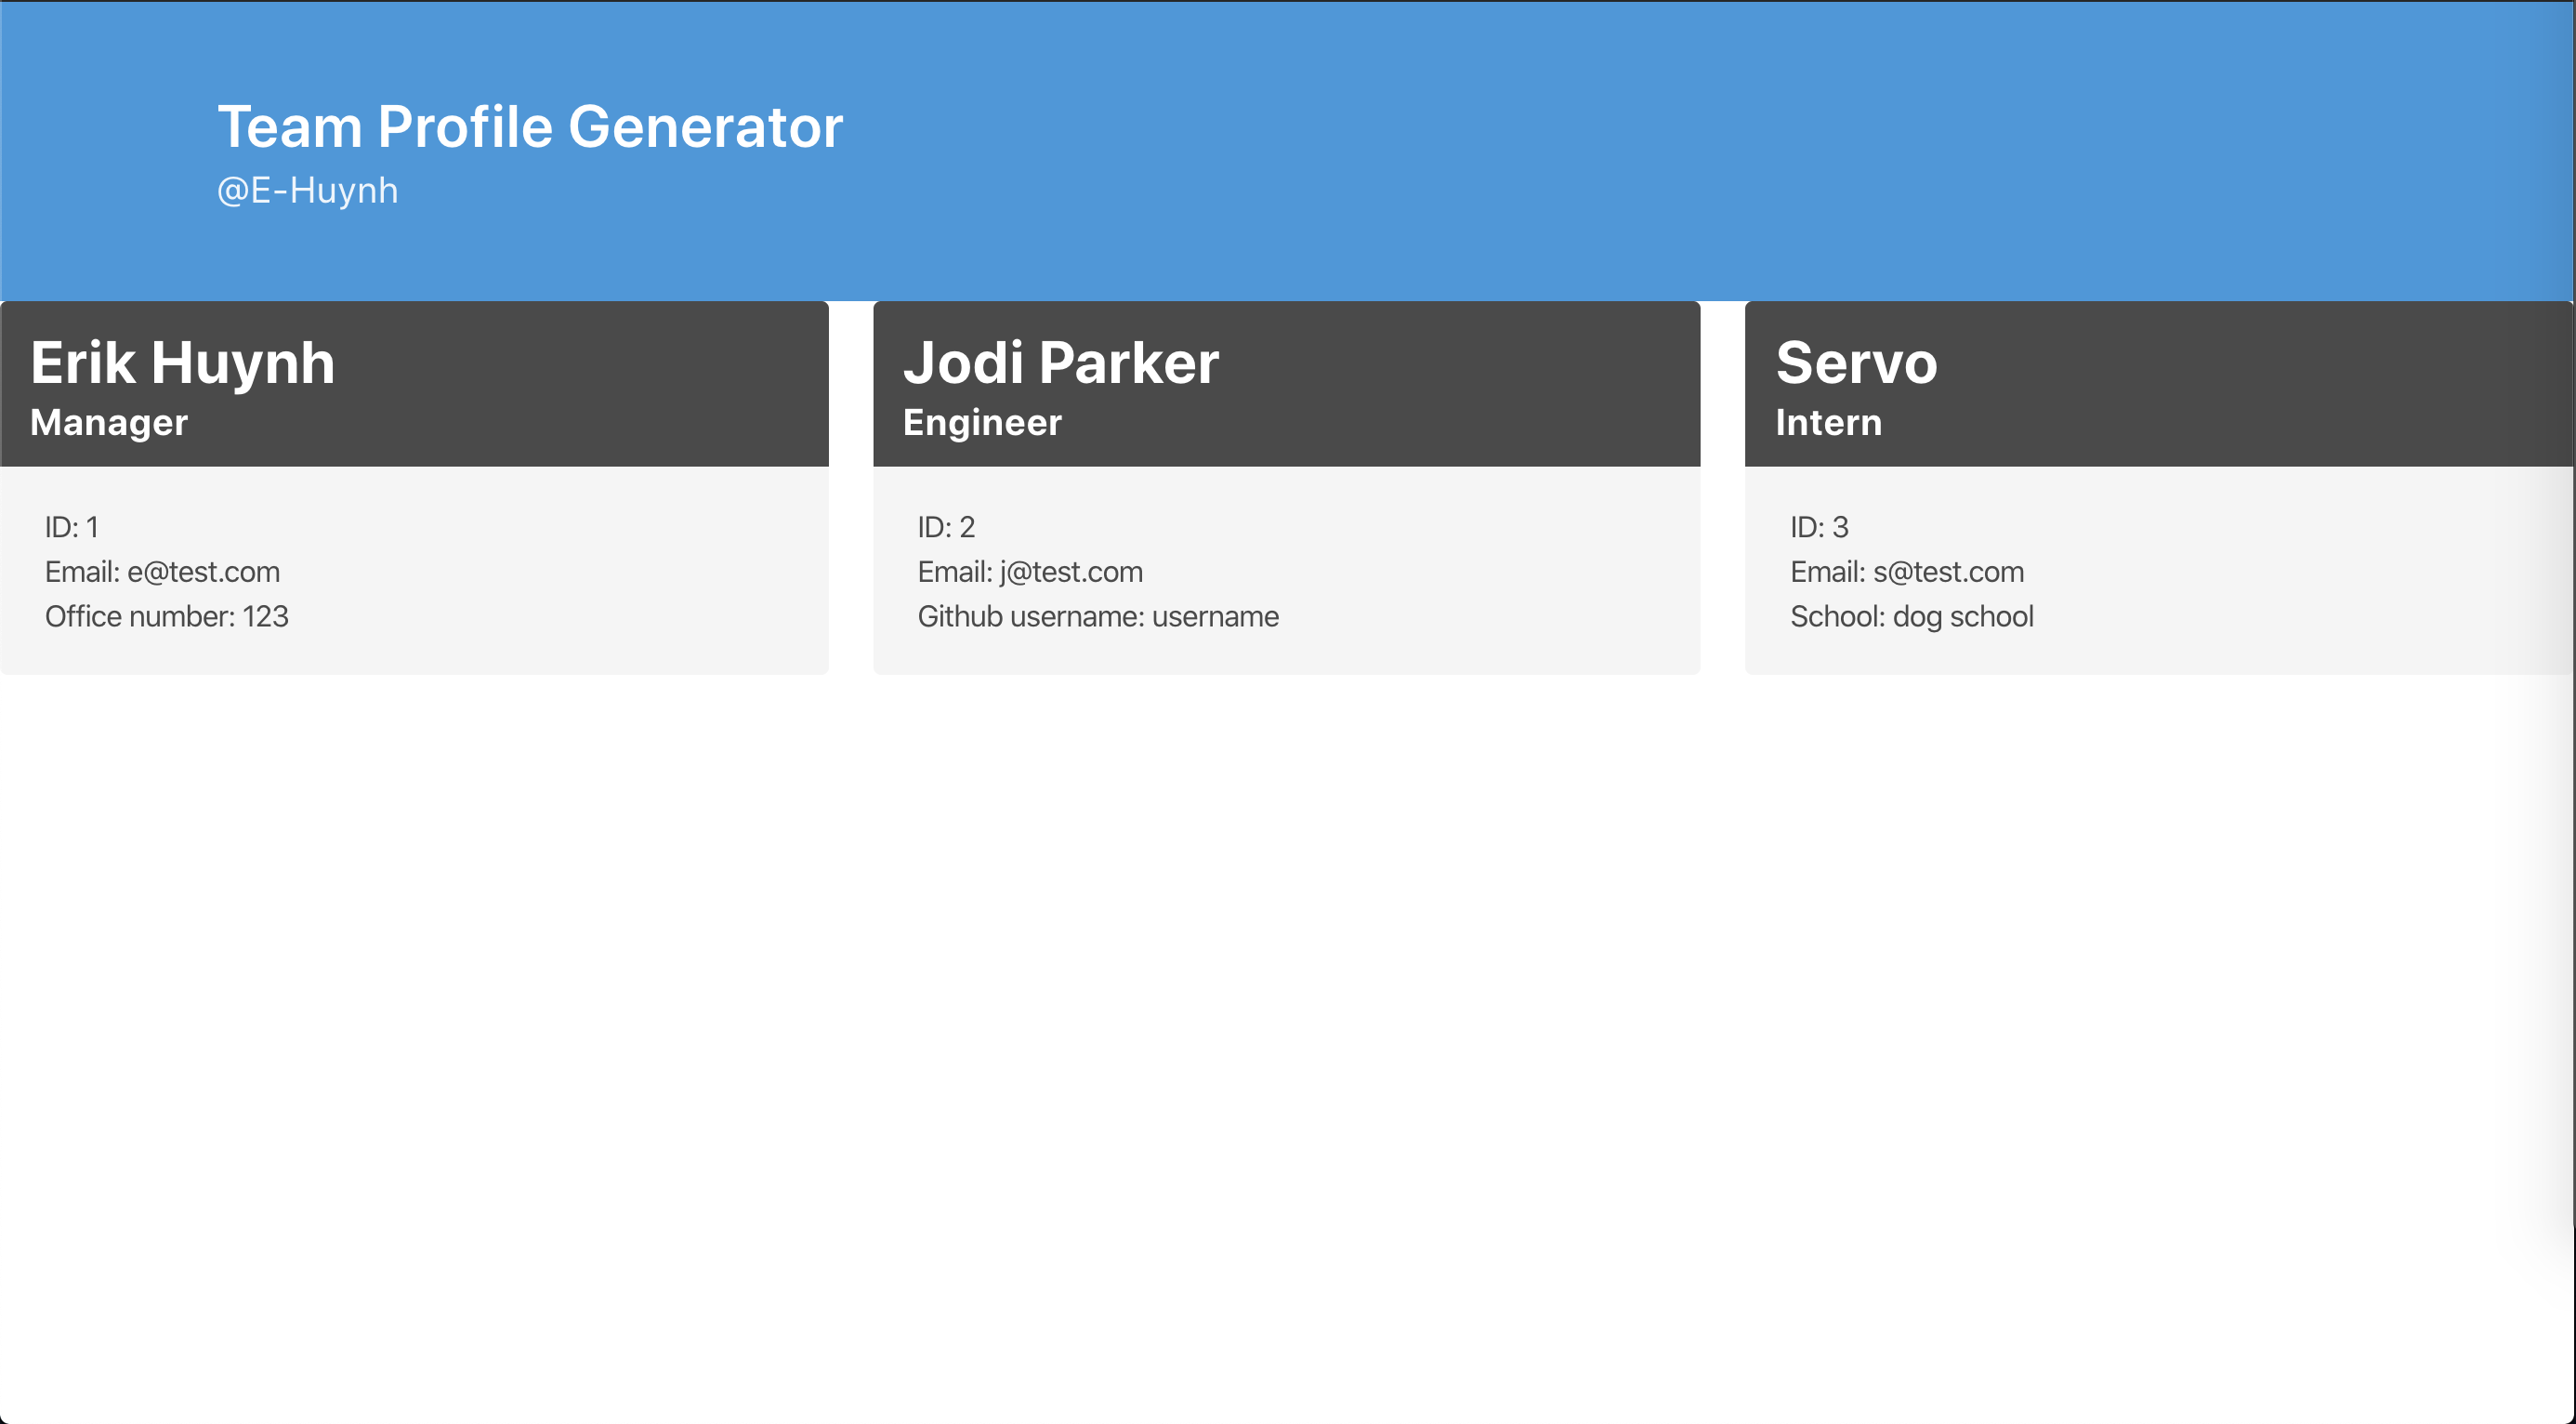 Team Profile Generator
@E-Huynh
Erik Huynh
Manager
ID: 1
Email: e@test.com
Office number: 123
Jodi Parker
Engineer
ID: 2
Email: j@test.com
Github username: username
Servo
Intern
ID: 3
Email: s@test.com
School: dog school